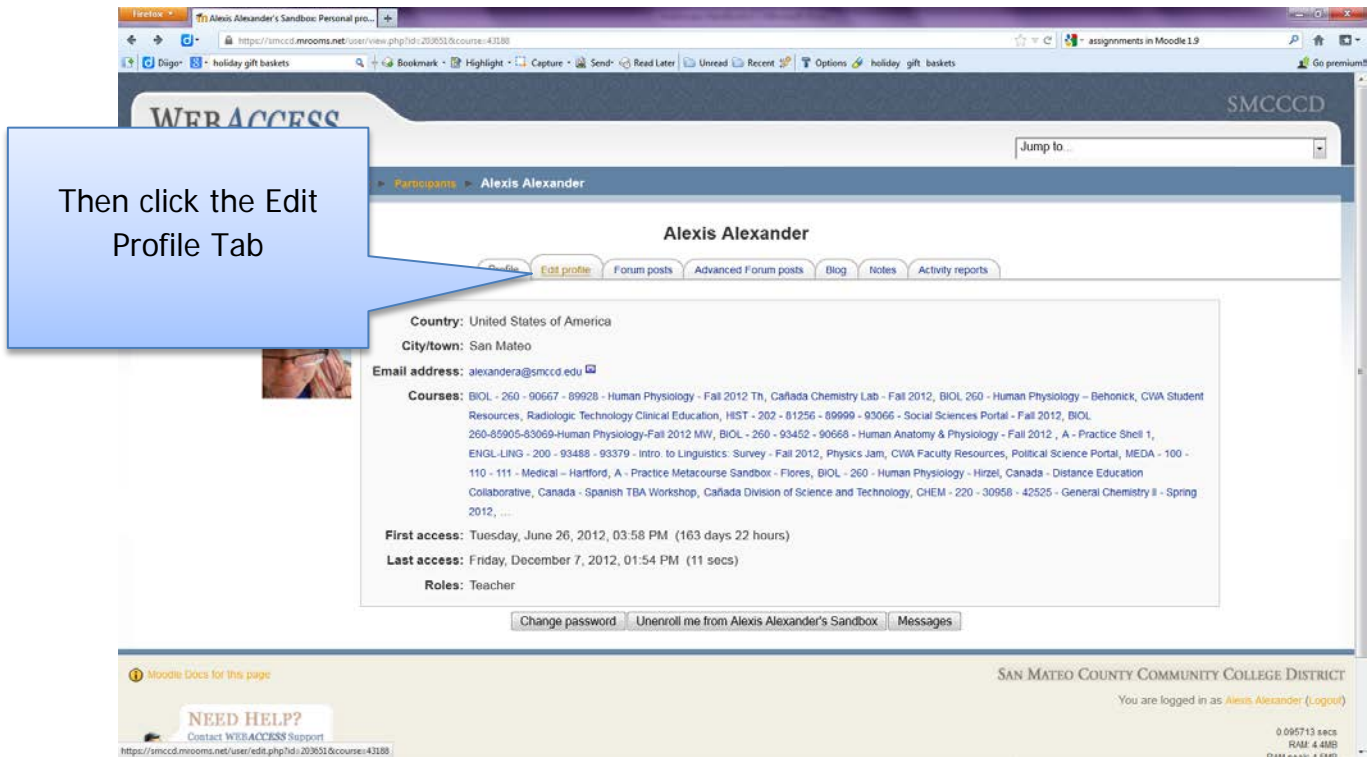 Firefox
Alexis Alexander's Sandbox: Personal pro...
https://smccd.mrooms.net/user/view.php?id=203651&course=43188
assignnments in Moodle 1.9
Diigo holiday gift baskets Bookmark Highlight Capture Send Read Later Unread Recent Options holiday gift baskets Go premium!
WEBACCESS
SMCCCD
Jump to...
Then click the Edit
Profile Tab
Participants Alexis Alexander
Alexis Alexander
Profile Edit profile Forum posts Advanced Forum posts Blog Notes Activity reports
Country: United States of America
City/town: San Mateo
Email address: alexandera@smccd.edu
Courses: BIOL - 260 - 90667 - 89928 - Human Physiology - Fall 2012 Th, Cañada Chemistry Lab - Fall 2012, BIOL 260 - Human Physiology – Behonick, CWA Student
Resources, Radiologic Technology Clinical Education, HIST - 202 - 81256 - 89999 - 93066 - Social Sciences Portal - Fall 2012, BIOL
260-85905-83069-Human Physiology-Fall 2012 MW, BIOL - 260 - 93452 - 90668 - Human Anatomy & Physiology - Fall 2012 , A - Practice Shell 1,
ENGL-LING - 200 - 93488 - 93379 - Intro. to Linguistics: Survey - Fall 2012, Physics Jam, CWA Faculty Resources, Political Science Portal, MEDA - 100 -
110 - 111 - Medical – Hartford, A - Practice Metacourse Sandbox - Flores, BIOL - 260 - Human Physiology - Hirzel, Canada - Distance Education
Collaborative, Canada - Spanish TBA Workshop, Cañada Division of Science and Technology, CHEM - 220 - 30958 - 42525 - General Chemistry II - Spring
2012, ...
First access: Tuesday, June 26, 2012, 03:58 PM (163 days 22 hours)
Last access: Friday, December 7, 2012, 01:54 PM (11 secs)
Roles: Teacher
Change password Unenroll me from Alexis Alexander's Sandbox Messages
Moodle Docs for this page
SAN MATEO COUNTY COMMUNITY COLLEGE DISTRICT
You are logged in as Alexis Alexander (Logout)
NEED HELP?
Contact WEBACCESS Support
0.095713 secs
RAM: 4.4MB
https://smccd.mrooms.net/user/edit.php?id=203651&course=43188